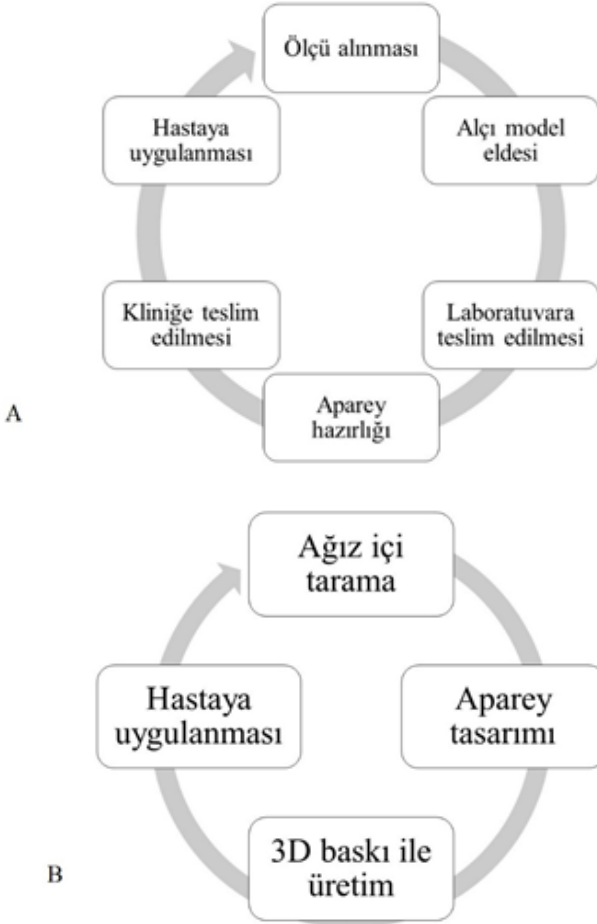 Ölçü alınması
Alçı model
eldesi
Laboratuvara
teslim edilmesi
Aparey
hazırlığı
Kliniğe teslim
edilmesi
Hastaya
uygulanması
A
Ağız içi
tarama
Aparey
tasarımı
3D baskı ile
üretim
Hastaya
uygulanması
B